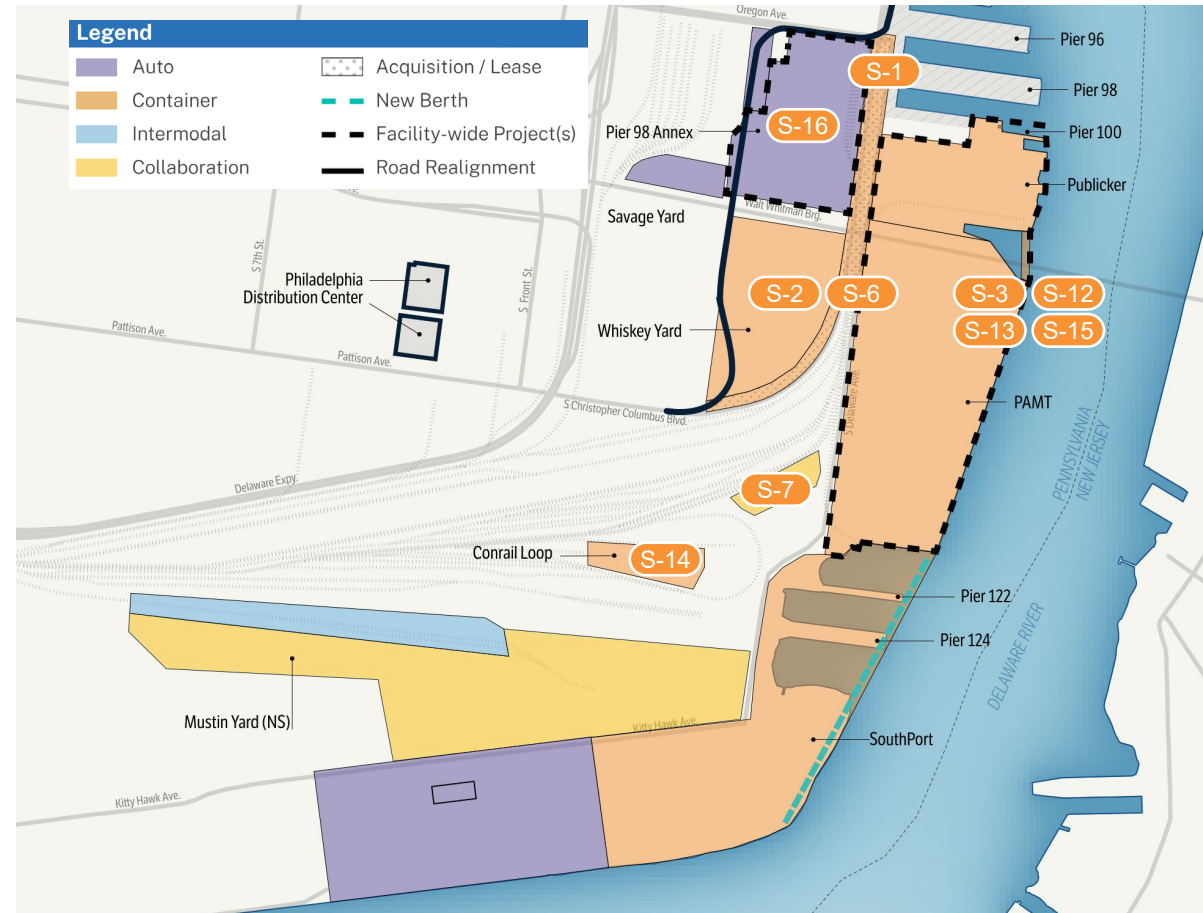 Legend
Auto
Container
Intermodal
Collaboration
Acquisition / Lease
New Berth
Facility-wide Project(s)
Road Realignment
Oregon Ave.
Pier 96
S-1
Pier 98
Pier 98 Annex
S-16
Pier 100
Publicker
Walt Whitman Brg.
Savage Yard
S 7th St.
S Front St.
Philadelphia
Distribution Center
S-2
S-6
S-3
S-12
S-13
S-15
Whiskey Yard
Pattison Ave.
Pattison Ave.
S Christopher Columbus Blvd.
S Delaware Ave.
PAMT
PENNSYLVANIA
NEW JERSEY
Delaware Expy.
S-7
Conrail Loop
S-14
Pier 122
Pier 124
DELAWARE RIVER
Mustin Yard (NS)
Kitty Hawk Ave.
SouthPort
Kitty Hawk Ave.